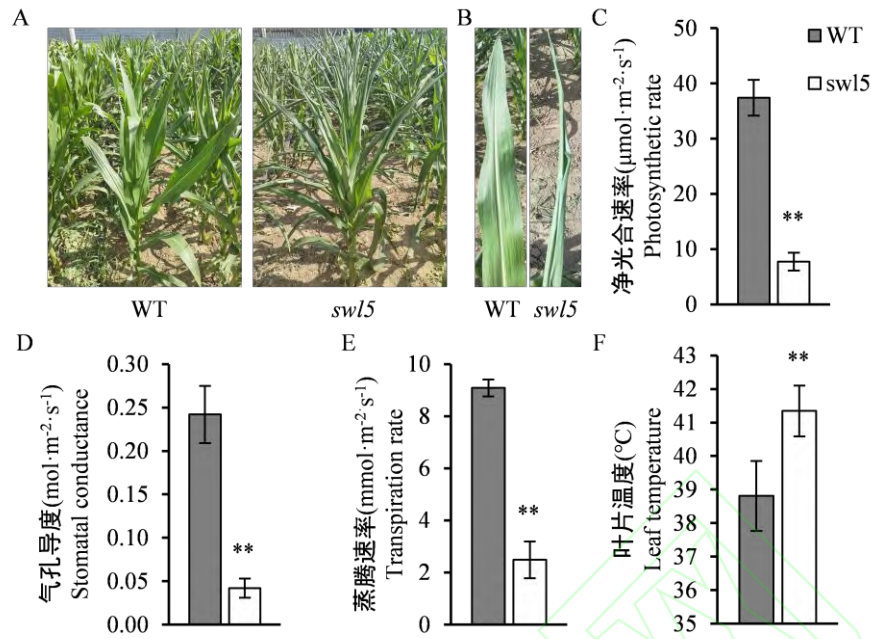 A
B
C
WT
swl5
WT swl5
净光合速率(μmol·m⁻²·s⁻¹)
Photosynthetic rate
50
40
30
20
10
0
WT
swl5
**
D
气孔导度(mol·m⁻²·s⁻¹)
Stomatal conductance
0.30
0.25
0.20
0.15
0.10
0.05
0.00
**
E
蒸腾速率(mmol·m⁻²·s⁻¹)
Transpiration rate
10
8
6
4
2
0
**
F
叶片温度(°C)
Leaf temperature
43
42
41
40
39
38
37
36
35
**